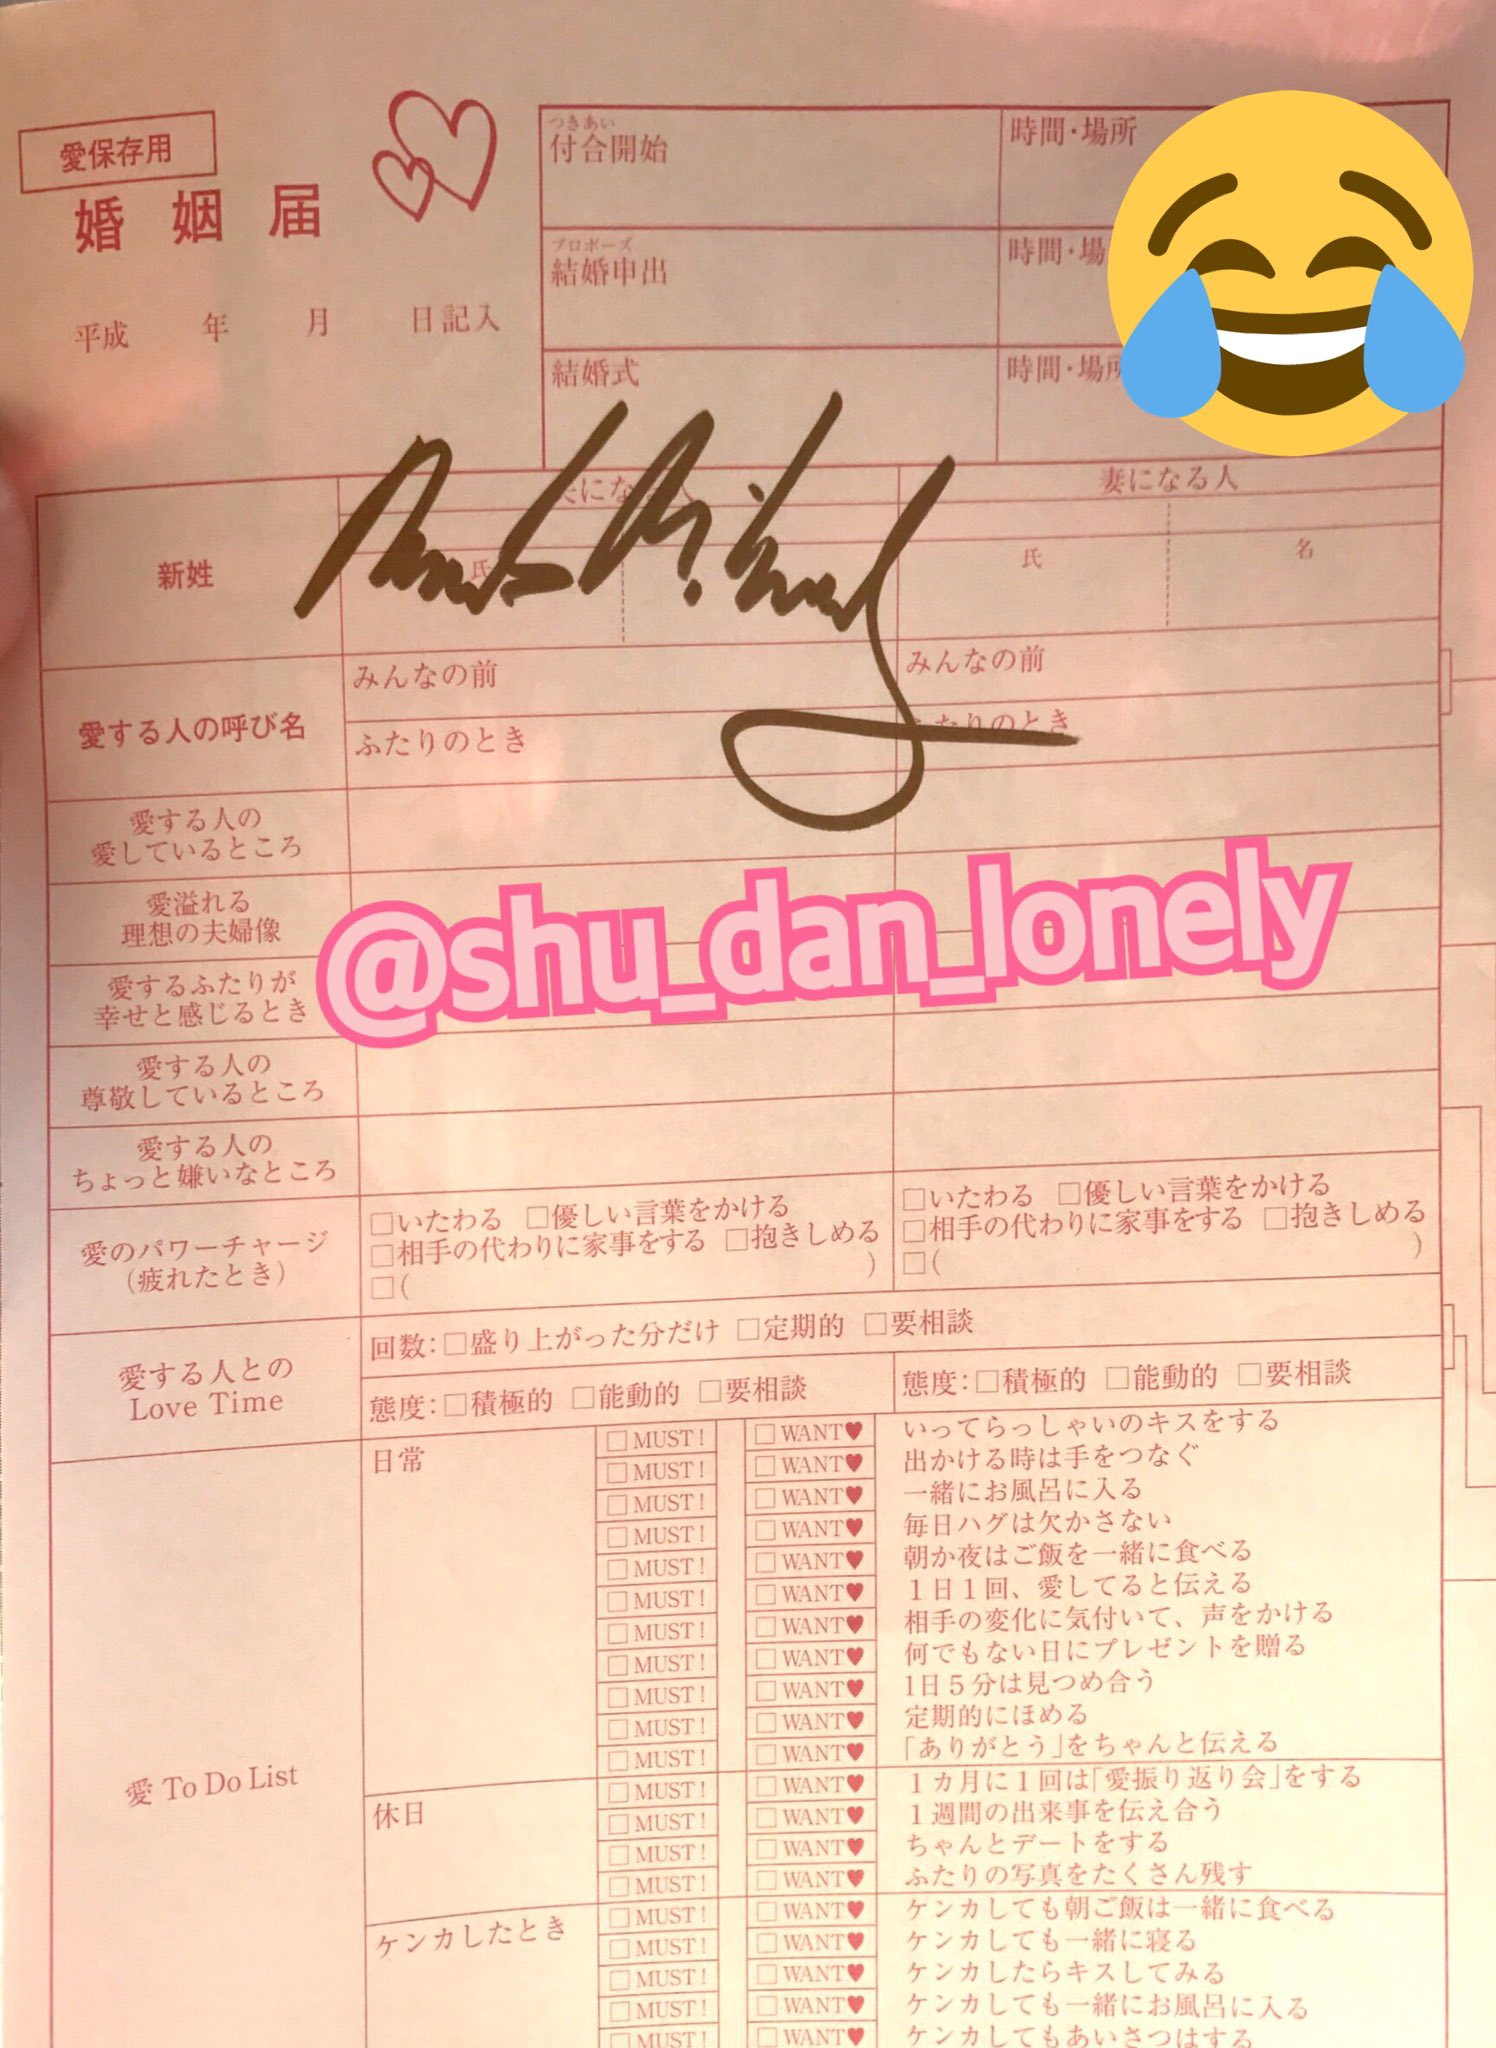 愛保存用
婚姻届
平成 年 月 日記入
つきあい
付合開始
時間・場所
プロポーズ
結婚申出
時間・場
結婚式
時間・場所
妻になる人
新姓
氏
氏 名
愛する人の呼び名
みんなの前
みんなの前
ふたりのとき
ふたりのとき
愛する人の
愛しているところ
愛溢れる
理想の夫婦像
@shu_dan_lonely
愛するふたりが
幸せと感じるとき
愛する人の
尊敬しているところ
愛する人の
ちょっと嫌いなところ
愛のパワーチャージ
(疲れたとき)
□いたわる □優しい言葉をかける
□相手の代わりに家事をする □抱きしめる
□( )
□いたわる □優しい言葉をかける
□相手の代わりに家事をする □抱きしめる
□( )
愛する人との
Love Time
回数:□盛り上がった分だけ □定期的 □要相談
態度:□積極的 □能動的 □要相談
態度:□積極的 □能動的 □要相談
愛 To Do List
日常
□MUST! □WANT♥ いってらっしゃいのキスをする
□MUST! □WANT♥ 出かける時は手をつなぐ
□MUST! □WANT♥ 一緒にお風呂に入る
□MUST! □WANT♥ 毎日ハグは欠かさない
□MUST! □WANT♥ 朝か夜はご飯を一緒に食べる
□MUST! □WANT♥ 1日1回、愛してると伝える
□MUST! □WANT♥ 相手の変化に気付いて、声をかける
□MUST! □WANT♥ 何でもない日にプレゼントを贈る
□MUST! □WANT♥ 1日5分は見つめ合う
□MUST! □WANT♥ 定期的にほめる
□MUST! □WANT♥ 「ありがとう」をちゃんと伝える
休日
□MUST! □WANT♥ 1カ月に1回は「愛振り返り会」をする
□MUST! □WANT♥ 1週間の出来事を伝え合う
□MUST! □WANT♥ ちゃんとデートをする
□MUST! □WANT♥ ふたりの写真をたくさん残す
ケンカしたとき
□MUST! □WANT♥ ケンカしても朝ご飯は一緒に食べる
□MUST! □WANT♥ ケンカしても一緒に寝る
□MUST! □WANT♥ ケンカしたらキスしてみる
□MUST! □WANT♥ ケンカしても一緒にお風呂に入る
□MUST! □WANT♥ ケンカしてもあいさつはする